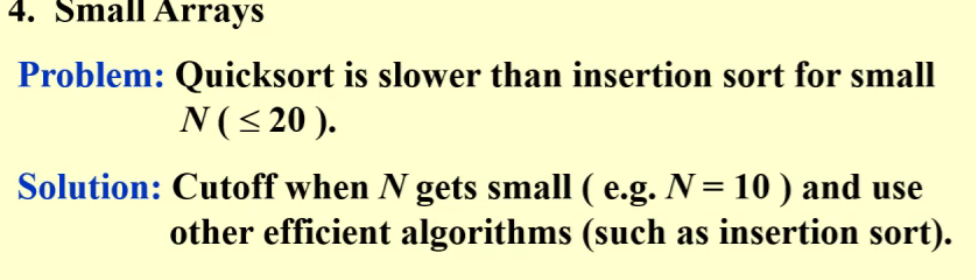 4. Small Arrays
Problem: Quicksort is slower than insertion sort for small
N ( ≤ 20 ).
Solution: Cutoff when N gets small ( e.g. N = 10 ) and use
other efficient algorithms (such as insertion sort).